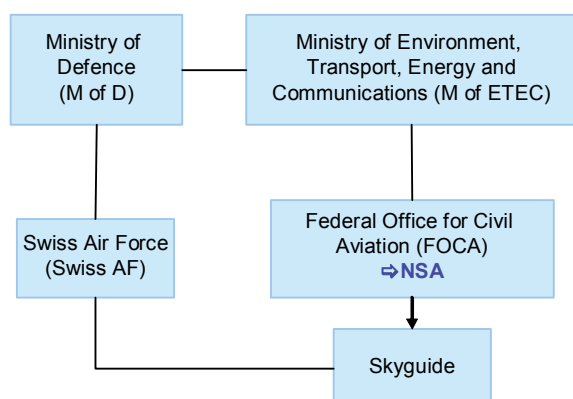 Ministry of
Defence
(M of D)
Ministry of Environment,
Transport, Energy and
Communications (M of ETEC)
Swiss Air Force
(Swiss AF)
Federal Office for Civil
Aviation (FOCA)
⇨NSA
Skyguide